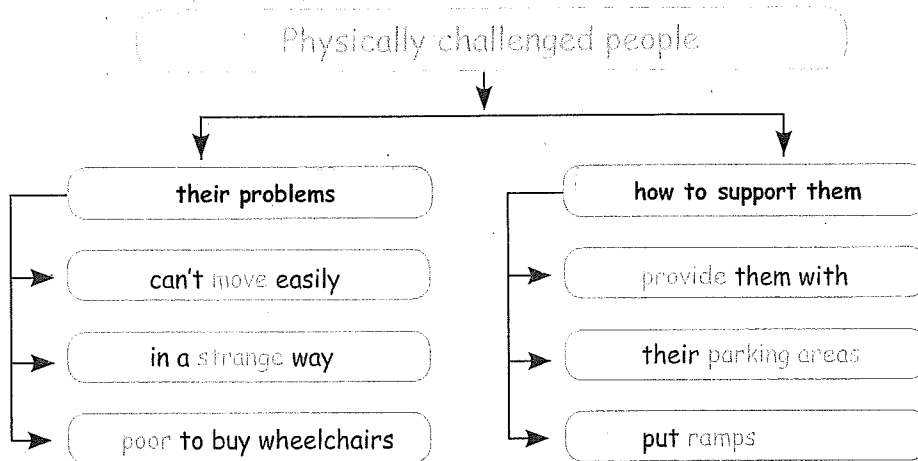 Physically challenged people
their problems
can't move easily
in a strange way
poor to buy wheelchairs
how to support them
provide them with
their parking areas
put ramps